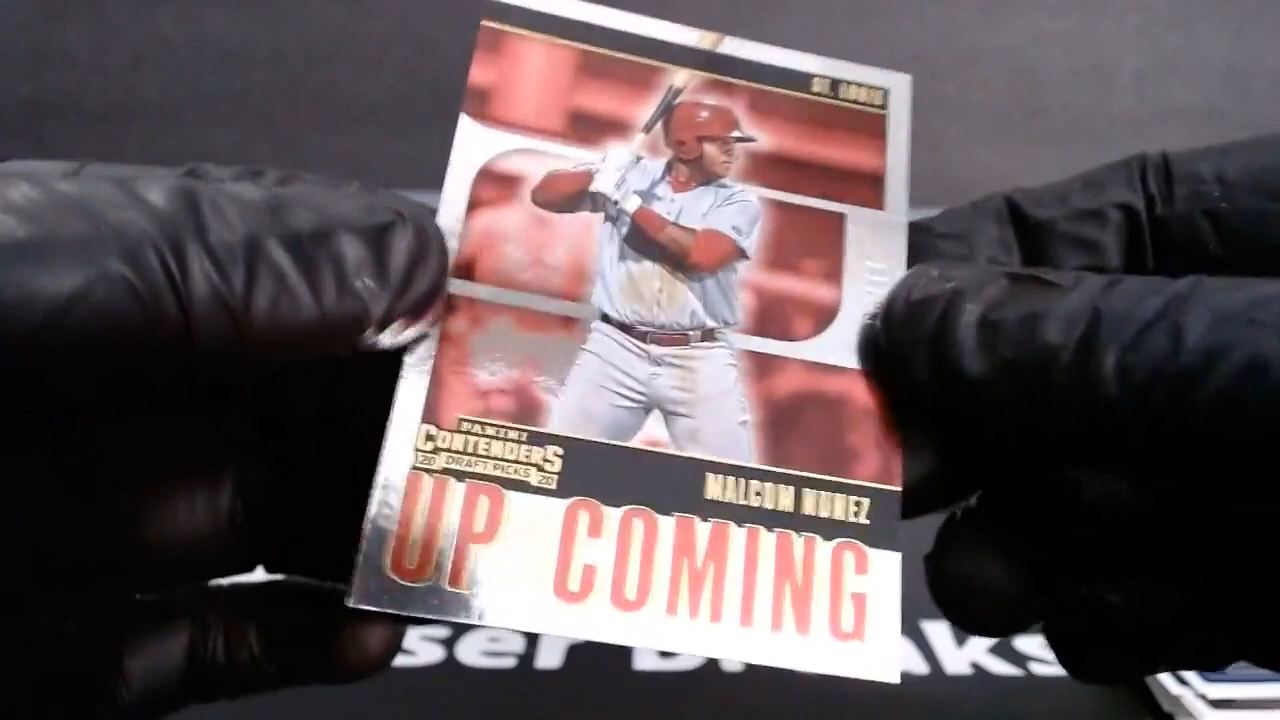 ST. LOUIS
PANINI
CONTENDERS
20 DRAFT PICKS 20
MALCOM NUNEZ
UP COMING